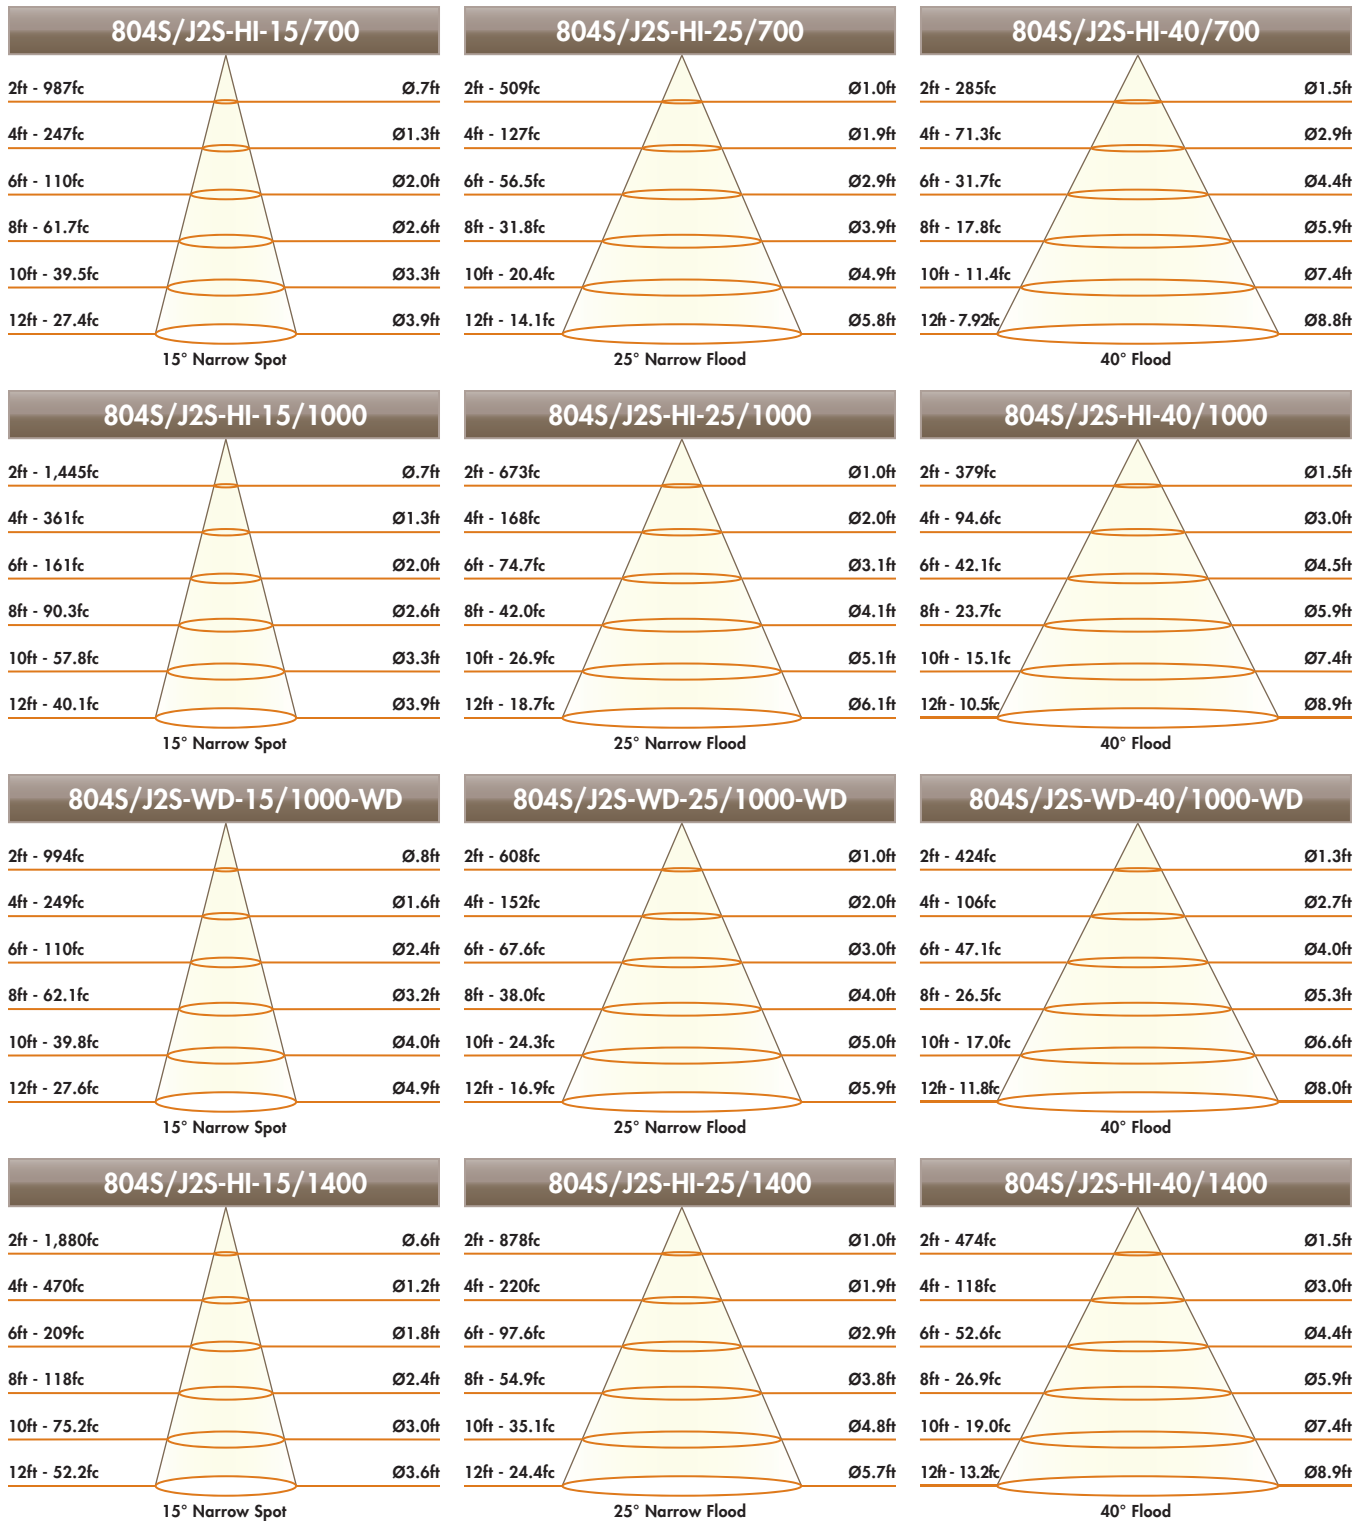 804S/J2S-HI-15/700
2ft - 987fc Ø.7ft
4ft - 247fc Ø1.3ft
6ft - 110fc Ø2.0ft
8ft - 61.7fc Ø2.6ft
10ft - 39.5fc Ø3.3ft
12ft - 27.4fc Ø3.9ft
15° Narrow Spot
804S/J2S-HI-25/700
2ft - 509fc Ø1.0ft
4ft - 127fc Ø1.9ft
6ft - 56.5fc Ø2.9ft
8ft - 31.8fc Ø3.9ft
10ft - 20.4fc Ø4.9ft
12ft - 14.1fc Ø5.8ft
25° Narrow Flood
804S/J2S-HI-40/700
2ft - 285fc Ø1.5ft
4ft - 71.3fc Ø2.9ft
6ft - 31.7fc Ø4.4ft
8ft - 17.8fc Ø5.9ft
10ft - 11.4fc Ø7.4ft
12ft - 7.92fc Ø8.8ft
40° Flood
804S/J2S-HI-15/1000
2ft - 1,445fc Ø.7ft
4ft - 361fc Ø1.3ft
6ft - 161fc Ø2.0ft
8ft - 90.3fc Ø2.6ft
10ft - 57.8fc Ø3.3ft
12ft - 40.1fc Ø3.9ft
15° Narrow Spot
804S/J2S-HI-25/1000
2ft - 673fc Ø1.0ft
4ft - 168fc Ø2.0ft
6ft - 74.7fc Ø3.1ft
8ft - 42.0fc Ø4.1ft
10ft - 26.9fc Ø5.1ft
12ft - 18.7fc Ø6.1ft
25° Narrow Flood
804S/J2S-HI-40/1000
2ft - 379fc Ø1.5ft
4ft - 94.6fc Ø3.0ft
6ft - 42.1fc Ø4.5ft
8ft - 23.7fc Ø5.9ft
10ft - 15.1fc Ø7.4ft
12ft - 10.5fc Ø8.9ft
40° Flood
804S/J2S-WD-15/1000-WD
2ft - 994fc Ø.8ft
4ft - 249fc Ø1.6ft
6ft - 110fc Ø2.4ft
8ft - 62.1fc Ø3.2ft
10ft - 39.8fc Ø4.0ft
12ft - 27.6fc Ø4.9ft
15° Narrow Spot
804S/J2S-WD-25/1000-WD
2ft - 608fc Ø1.0ft
4ft - 152fc Ø2.0ft
6ft - 67.6fc Ø3.0ft
8ft - 38.0fc Ø4.0ft
10ft - 24.3fc Ø5.0ft
12ft - 16.9fc Ø5.9ft
25° Narrow Flood
804S/J2S-WD-40/1000-WD
2ft - 424fc Ø1.3ft
4ft - 106fc Ø2.7ft
6ft - 47.1fc Ø4.0ft
8ft - 26.5fc Ø5.3ft
10ft - 17.0fc Ø6.6ft
12ft - 11.8fc Ø8.0ft
40° Flood
804S/J2S-HI-15/1400
2ft - 1,880fc Ø.6ft
4ft - 470fc Ø1.2ft
6ft - 209fc Ø1.8ft
8ft - 118fc Ø2.4ft
10ft - 75.2fc Ø3.0ft
12ft - 52.2fc Ø3.6ft
15° Narrow Spot
804S/J2S-HI-25/1400
2ft - 878fc Ø1.0ft
4ft - 220fc Ø1.9ft
6ft - 97.6fc Ø2.9ft
8ft - 54.9fc Ø3.8ft
10ft - 35.1fc Ø4.8ft
12ft - 24.4fc Ø5.7ft
25° Narrow Flood
804S/J2S-HI-40/1400
2ft - 474fc Ø1.5ft
4ft - 118fc Ø3.0ft
6ft - 52.6fc Ø4.4ft
8ft - 26.9fc Ø5.9ft
10ft - 19.0fc Ø7.4ft
12ft - 13.2fc Ø8.9ft
40° Flood